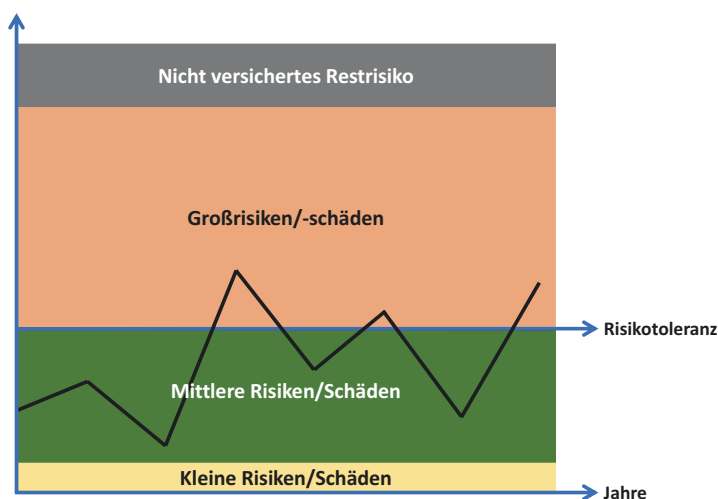 Nicht versichertes Restrisiko
Großrisiken/-schäden
Risikotoleranz
Mittlere Risiken/Schäden
Kleine Risiken/Schäden
Jahre